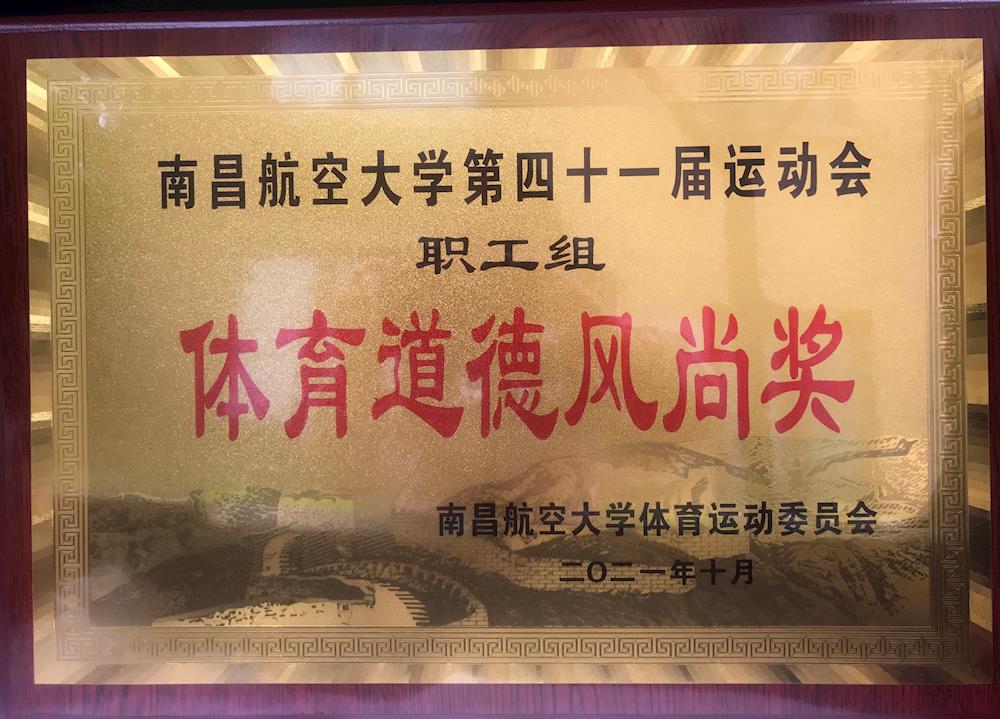 南昌航空大学第四十一届运动会
职工组
体育道德风尚奖
南昌航空大学体育运动委员会
二〇二一年十月